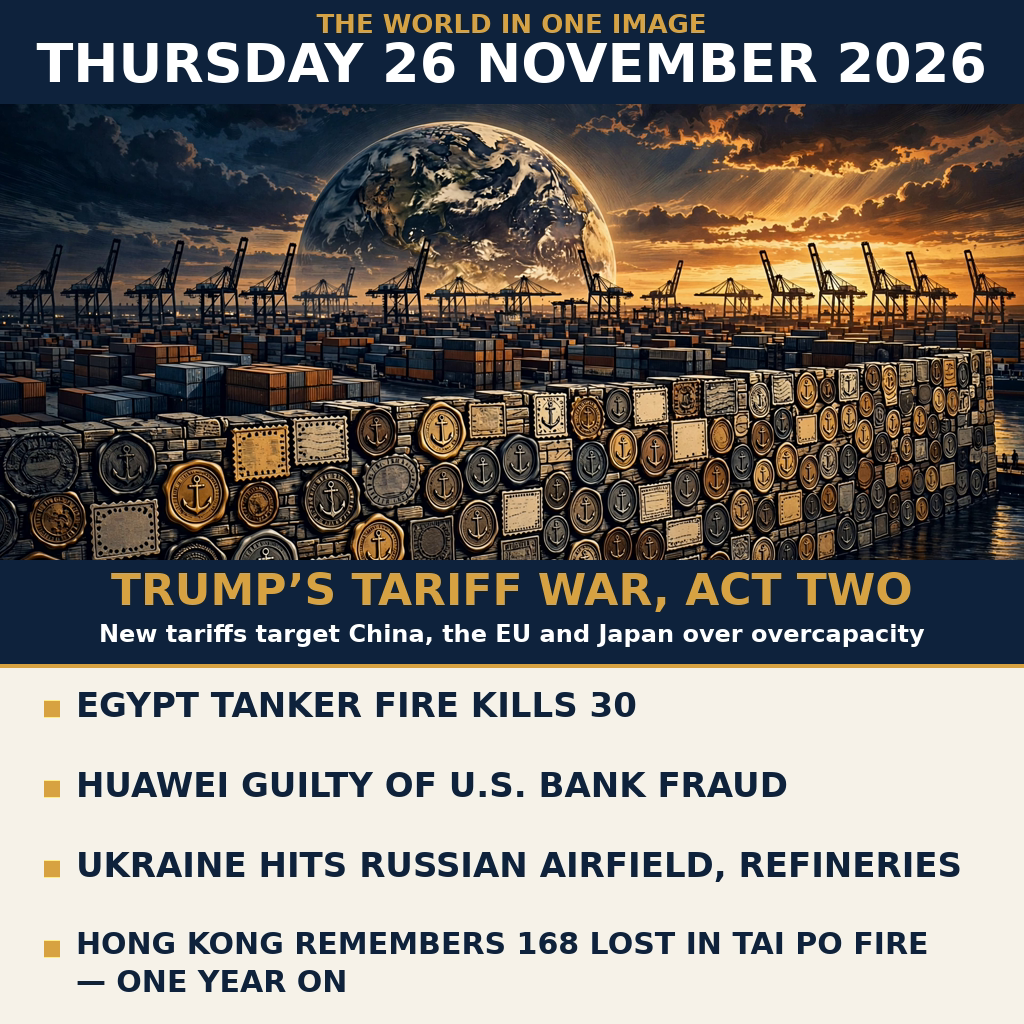 THE WORLD IN ONE IMAGE
THURSDAY 26 NOVEMBER 2026
TRUMP’S TARIFF WAR, ACT TWO
New tariffs target China, the EU and Japan over overcapacity
EGYPT TANKER FIRE KILLS 30
HUAWEI GUILTY OF U.S. BANK FRAUD
UKRAINE HITS RUSSIAN AIRFIELD, REFINERIES
HONG KONG REMEMBERS 168 LOST IN TAI PO FIRE
— ONE YEAR ON